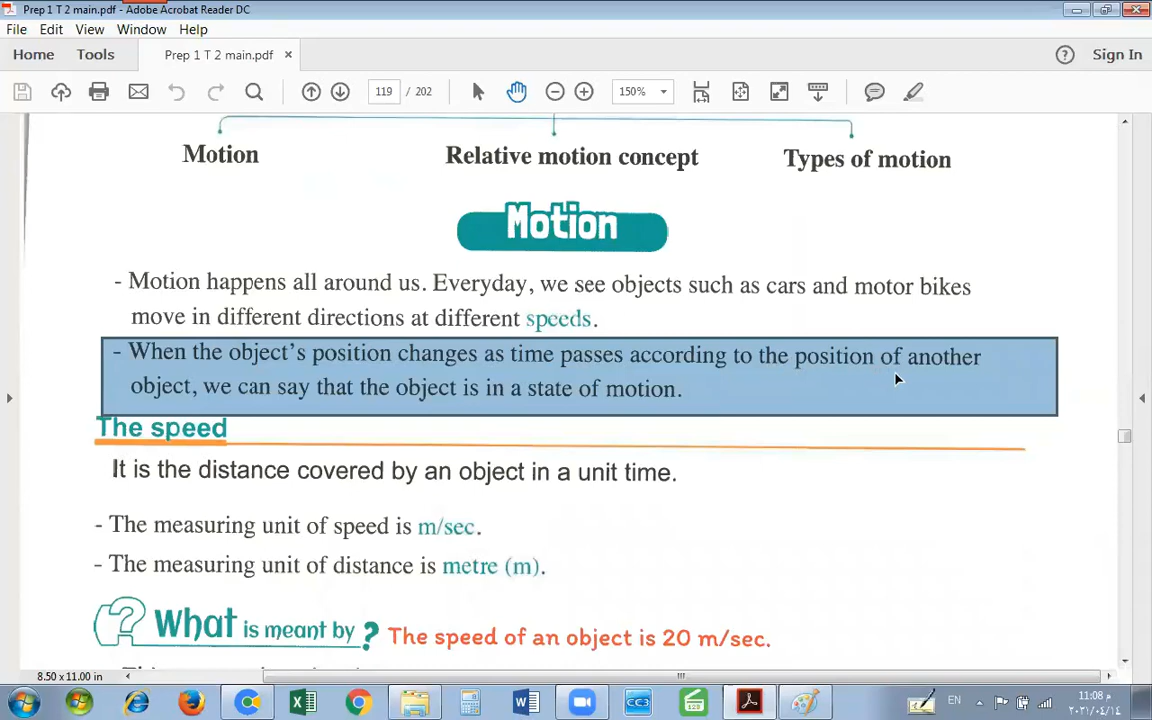 Prep 1 T 2 main.pdf - Adobe Acrobat Reader DC
File Edit View Window Help
Home Tools Prep 1 T 2 main.pdf × Sign In
119 / 202 150%
Motion Relative motion concept Types of motion
Motion
- Motion happens all around us. Everyday, we see objects such as cars and motor bikes
move in different directions at different speeds.
- When the object's position changes as time passes according to the position of another
object, we can say that the object is in a state of motion.
The speed
It is the distance covered by an object in a unit time.
- The measuring unit of speed is m/sec.
- The measuring unit of distance is metre (m).
? What is meant by ? The speed of an object is 20 m/sec.
8.50 x 11.00 in
EN 11:08 م
٢٠٢١/٠٤/١٤